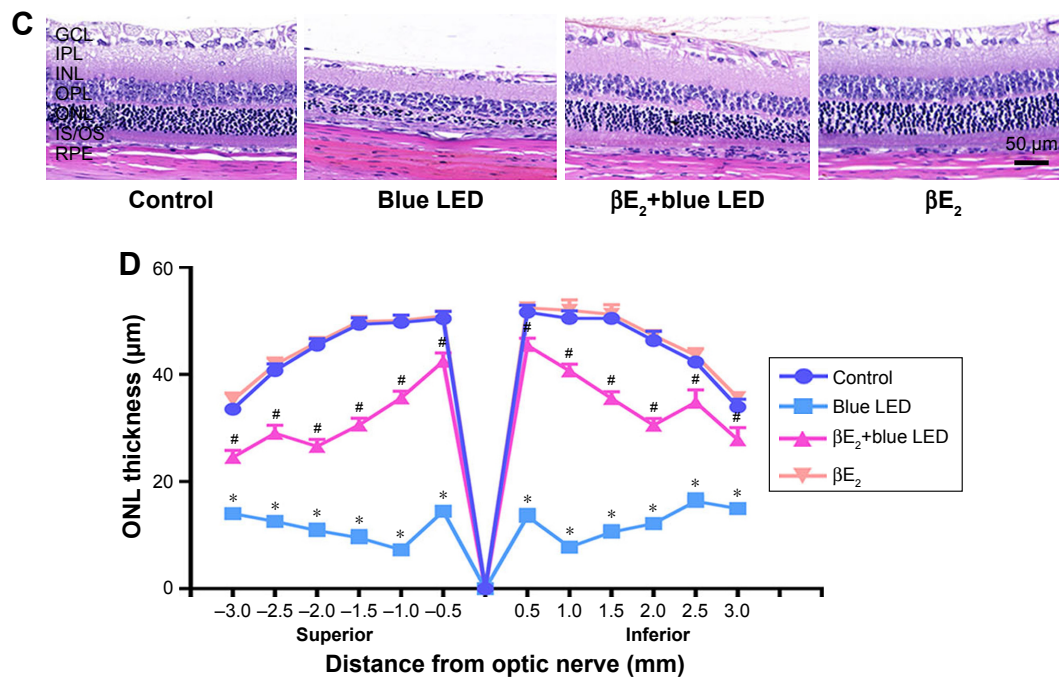 C
GCL
IPL
INL
OPL
ONL
IS/OS
RPE
50 µm
Control
Blue LED
βE₂+blue LED
βE₂
D
60
40
20
0
ONL thickness (µm)
# # # # # # # # # # # #
* * * * * * * * * * * *
–3.0 –2.5 –2.0 –1.5 –1.0 –0.5 0.5 1.0 1.5 2.0 2.5 3.0
Superior Inferior
Distance from optic nerve (mm)
Control
Blue LED
βE₂+blue LED
βE₂